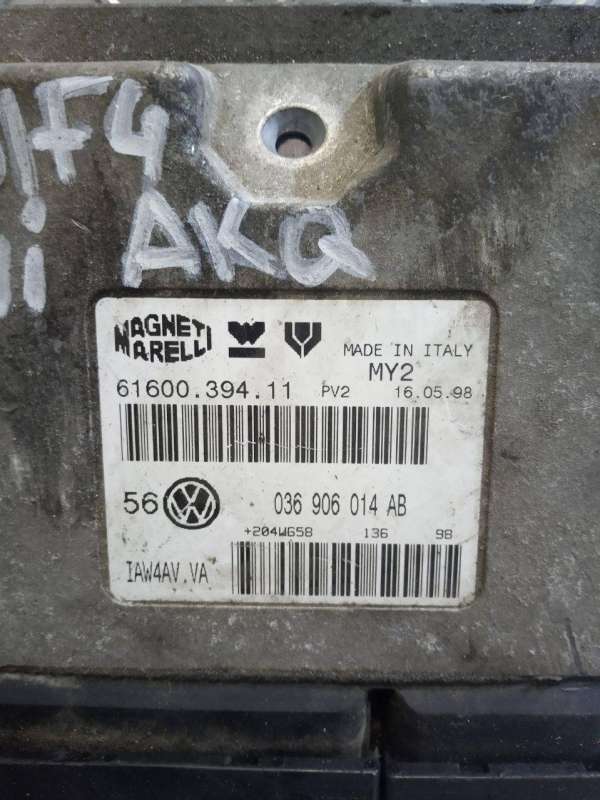 AKQ
MAGNETI
MARELLI
MADE IN ITALY
MY2
61600.394.11 PV2 16.05.98
56 036 906 014 AB
+204WG58 136 98
IAW4AV.VA